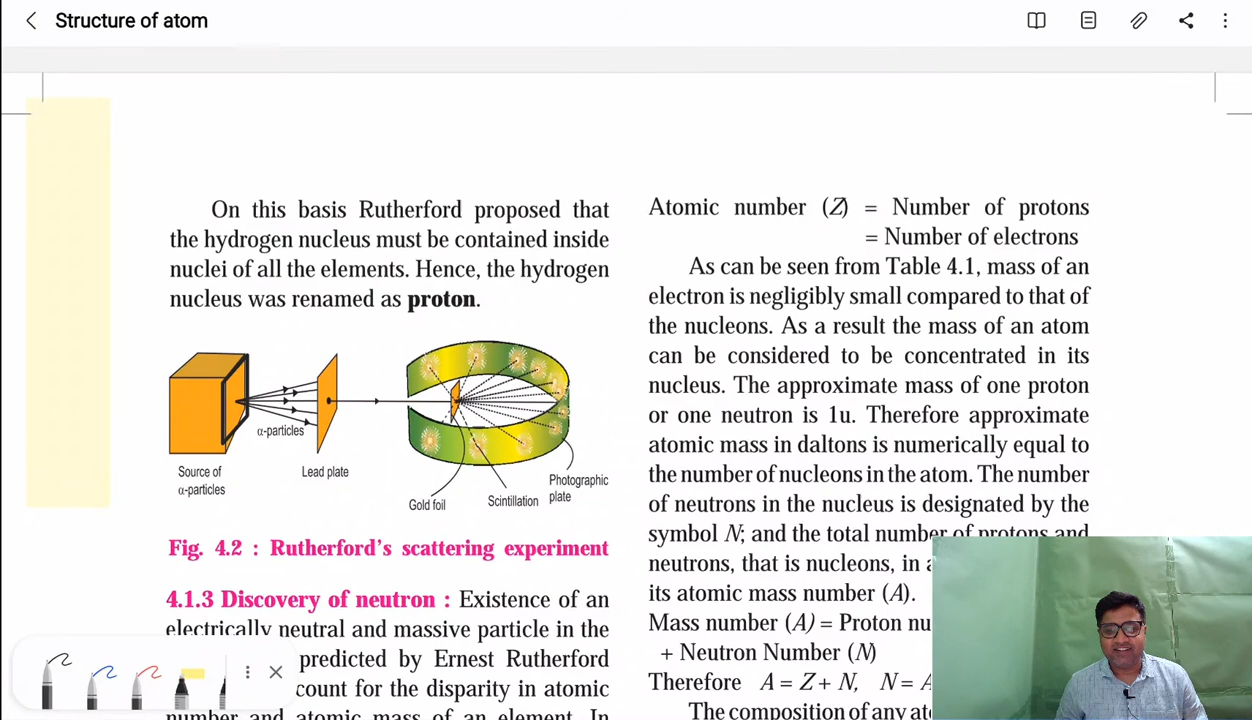 Structure of atom
On this basis Rutherford proposed that
the hydrogen nucleus must be contained inside
nuclei of all the elements. Hence, the hydrogen
nucleus was renamed as proton.
α-particles
Source of
α-particles
Lead plate
Gold foil
Scintillation
Photographic
plate
Fig. 4.2 : Rutherford's scattering experiment
4.1.3 Discovery of neutron : Existence of an
electrically neutral and massive particle in the
predicted by Ernest Rutherford
count for the disparity in atomic
number and atomic mass of an element. In
Atomic number (Z) = Number of protons
= Number of electrons
As can be seen from Table 4.1, mass of an
electron is negligibly small compared to that of
the nucleons. As a result the mass of an atom
can be considered to be concentrated in its
nucleus. The approximate mass of one proton
or one neutron is 1u. Therefore approximate
atomic mass in daltons is numerically equal to
the number of nucleons in the atom. The number
of neutrons in the nucleus is designated by the
symbol N; and the total number of protons and
neutrons, that is nucleons, in
its atomic mass number (A).
Mass number (A) = Proton
+ Neutron Number (N)
Therefore A = Z + N, N =
The composition of any